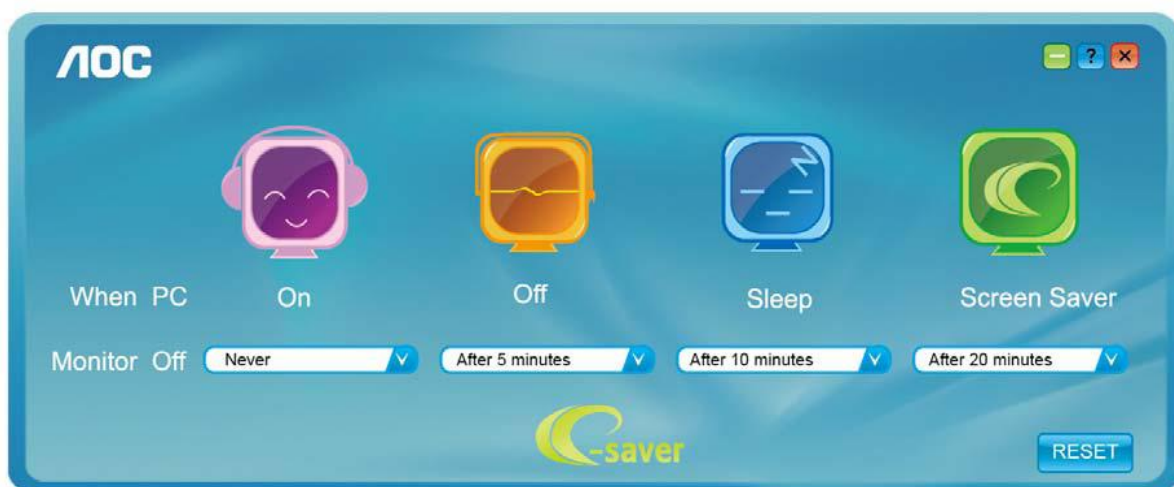 AOC
?
When PC On Off Sleep Screen Saver
Monitor Off Never After 5 minutes After 10 minutes After 20 minutes
e-saver
RESET